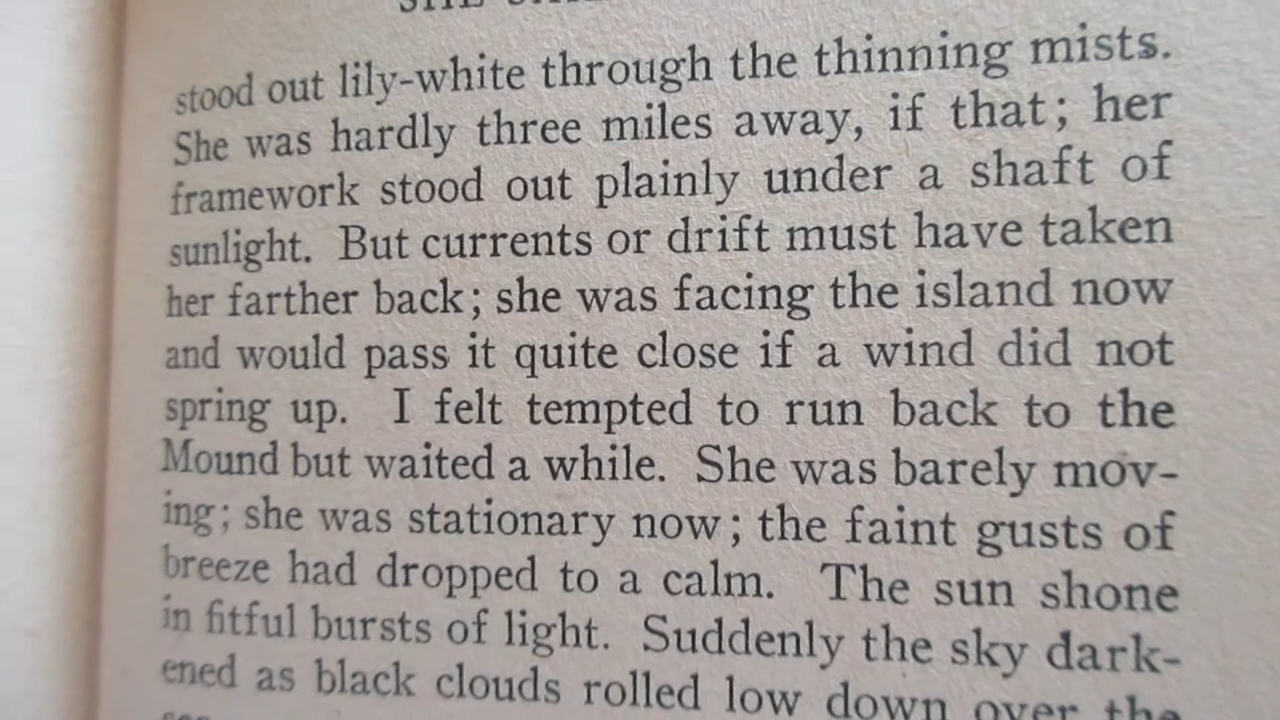 stood out lily-white through the thinning mists.
She was hardly three miles away, if that; her
framework stood out plainly under a shaft of
sunlight. But currents or drift must have taken
her farther back; she was facing the island now
and would pass it quite close if a wind did not
spring up. I felt tempted to run back to the
Mound but waited a while. She was barely mov-
ing; she was stationary now; the faint gusts of
breeze had dropped to a calm. The sun shone
in fitful bursts of light. Suddenly the sky dark-
ened as black clouds rolled low down over the